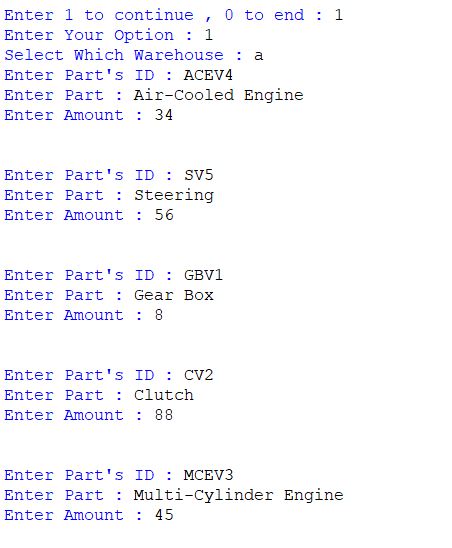 Enter 1 to continue , 0 to end : 1
Enter Your Option : 1
Select Which Warehouse : a
Enter Part's ID : ACEV4
Enter Part : Air-Cooled Engine
Enter Amount : 34
Enter Part's ID : SV5
Enter Part : Steering
Enter Amount : 56
Enter Part's ID : GBV1
Enter Part : Gear Box
Enter Amount : 8
Enter Part's ID : CV2
Enter Part : Clutch
Enter Amount : 88
Enter Part's ID : MCEV3
Enter Part : Multi-Cylinder Engine
Enter Amount : 45